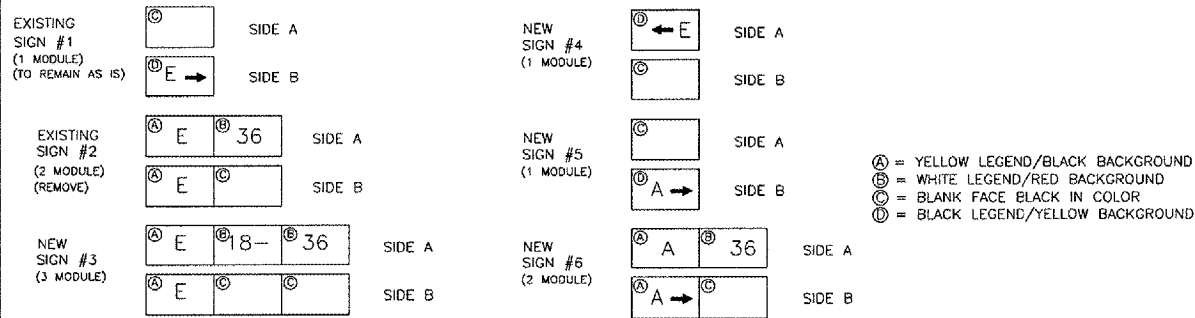 EXISTING
SIGN #1
(1 MODULE)
(TO REMAIN AS IS)
Ⓒ
SIDE A
Ⓓ E →
SIDE B
EXISTING
SIGN #2
(2 MODULE)
(REMOVE)
Ⓐ E Ⓑ 36
SIDE A
Ⓐ E Ⓒ
SIDE B
NEW
SIGN #3
(3 MODULE)
Ⓐ E Ⓑ 18- Ⓑ 36
SIDE A
Ⓐ E Ⓒ Ⓒ
SIDE B
NEW
SIGN #4
(1 MODULE)
Ⓓ ← E
SIDE A
Ⓒ
SIDE B
NEW
SIGN #5
(1 MODULE)
Ⓒ
SIDE A
Ⓓ A →
SIDE B
NEW
SIGN #6
(2 MODULE)
Ⓐ A Ⓑ 36
SIDE A
Ⓐ A → Ⓒ
SIDE B
Ⓐ = YELLOW LEGEND/BLACK BACKGROUND
Ⓑ = WHITE LEGEND/RED BACKGROUND
Ⓒ = BLANK FACE BLACK IN COLOR
Ⓓ = BLACK LEGEND/YELLOW BACKGROUND